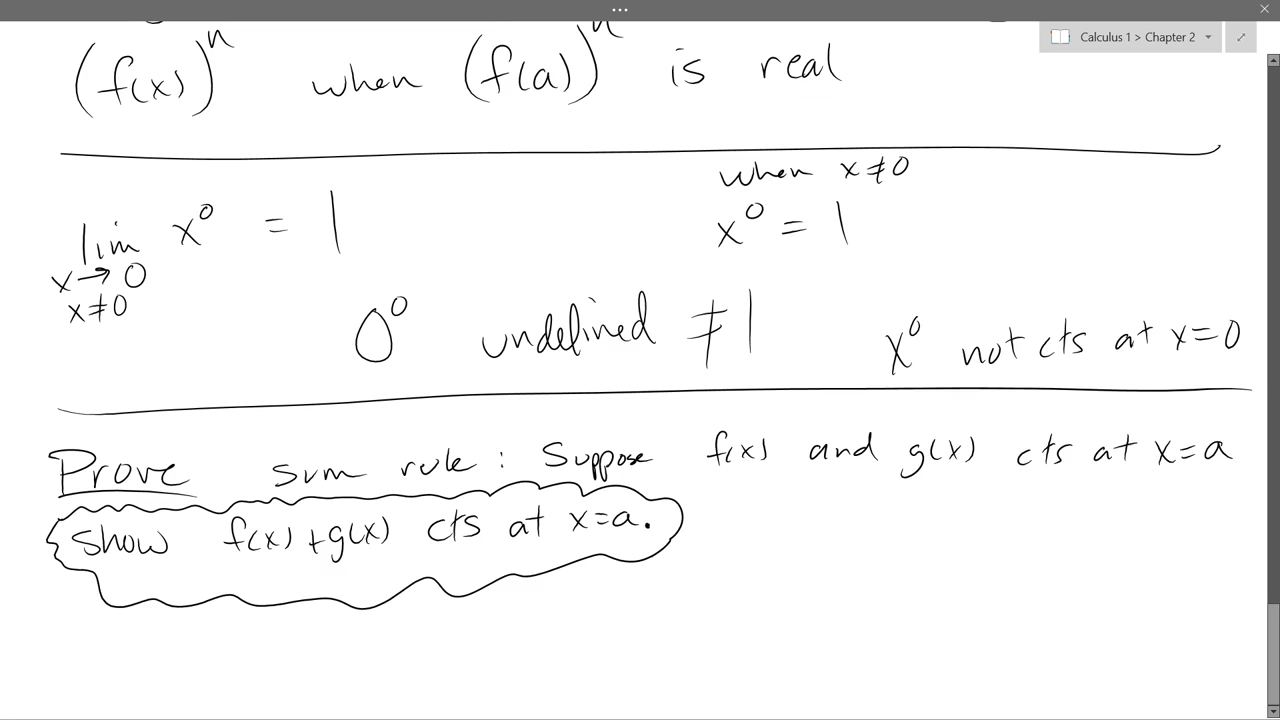 Calculus 1 > Chapter 2
(f(x))^n when (f(a))^n is real
when x≠0
lim x^0 = 1 x^0 = 1
x→0
x≠0
0^0 undefined ≠ 1 x^0 not cts at x=0
Prove sum rule: Suppose f(x) and g(x) cts at x=a
show f(x)+g(x) cts at x=a.